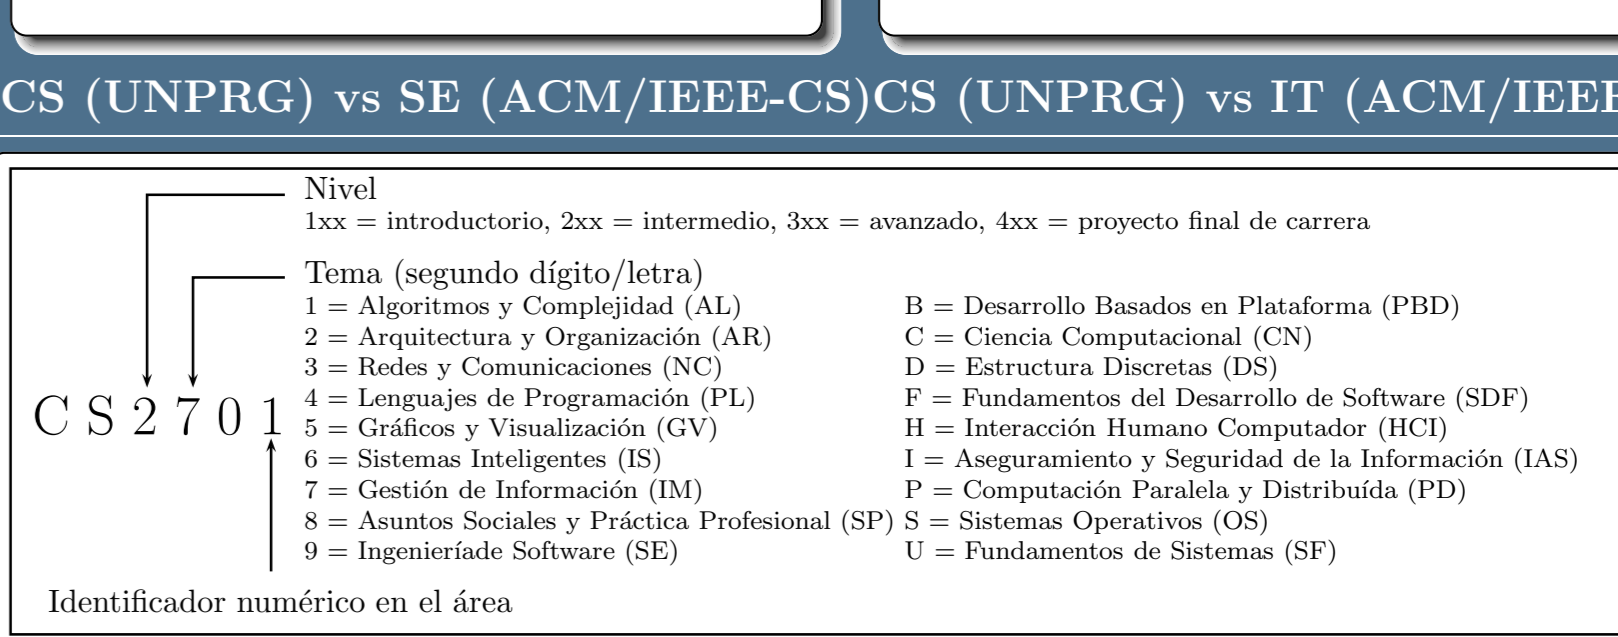 CS (UNPRG) vs SE (ACM/IEEE-CS)CS (UNPRG) vs IT (ACM/IEEE
Nivel
1xx = introductorio, 2xx = intermedio, 3xx = avanzado, 4xx = proyecto final de carrera
Tema (segundo dígito/letra)
1 = Algoritmos y Complejidad (AL)
2 = Arquitectura y Organización (AR)
3 = Redes y Comunicaciones (NC)
4 = Lenguajes de Programación (PL)
5 = Gráficos y Visualización (GV)
6 = Sistemas Inteligentes (IS)
7 = Gestión de Información (IM)
8 = Asuntos Sociales y Práctica Profesional (SP)
9 = Ingenieríade Software (SE)
B = Desarrollo Basados en Plataforma (PBD)
C = Ciencia Computacional (CN)
D = Estructura Discretas (DS)
F = Fundamentos del Desarrollo de Software (SDF)
H = Interacción Humano Computador (HCI)
I = Aseguramiento y Seguridad de la Información (IAS)
P = Computación Paralela y Distribuída (PD)
S = Sistemas Operativos (OS)
U = Fundamentos de Sistemas (SF)
C S 2 7 0 1
Identificador numérico en el área